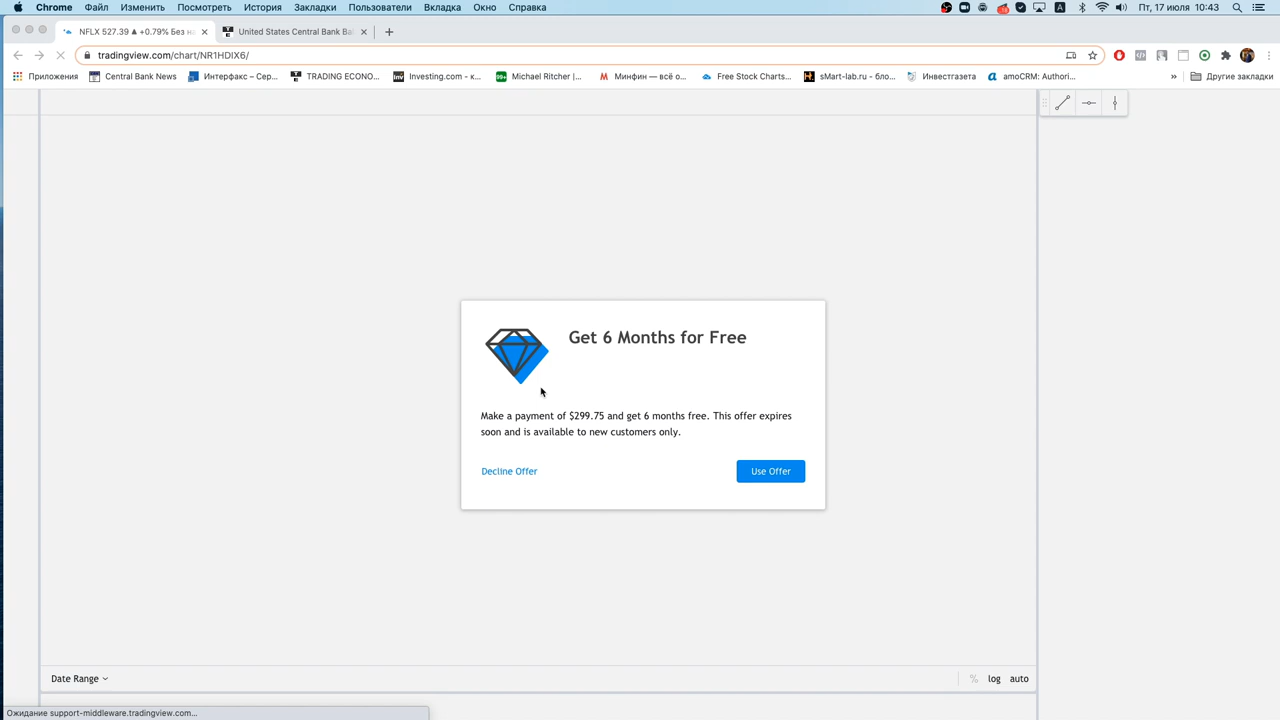 Chrome Файл Изменить Посмотреть История Закладки Пользователи Вкладка Окно Справка Пт, 17 июля 10:43
NFLX 527.39 ▲ +0.79% Без на
United States Central Bank Bal
tradingview.com/chart/NR1HDIX6/
Приложения Central Bank News Интерфакс – Сер... TRADING ECONO... Investing.com - к... Michael Ritcher |... Минфин — всё о... Free Stock Charts... sMart-lab.ru - бло... Инвестгазета amoCRM: Authori... » Другие закладки
Get 6 Months for Free
Make a payment of $299.75 and get 6 months free. This offer expires
soon and is available to new customers only.
Decline Offer Use Offer
Date Range % log auto
Ожидание support-middleware.tradingview.com...